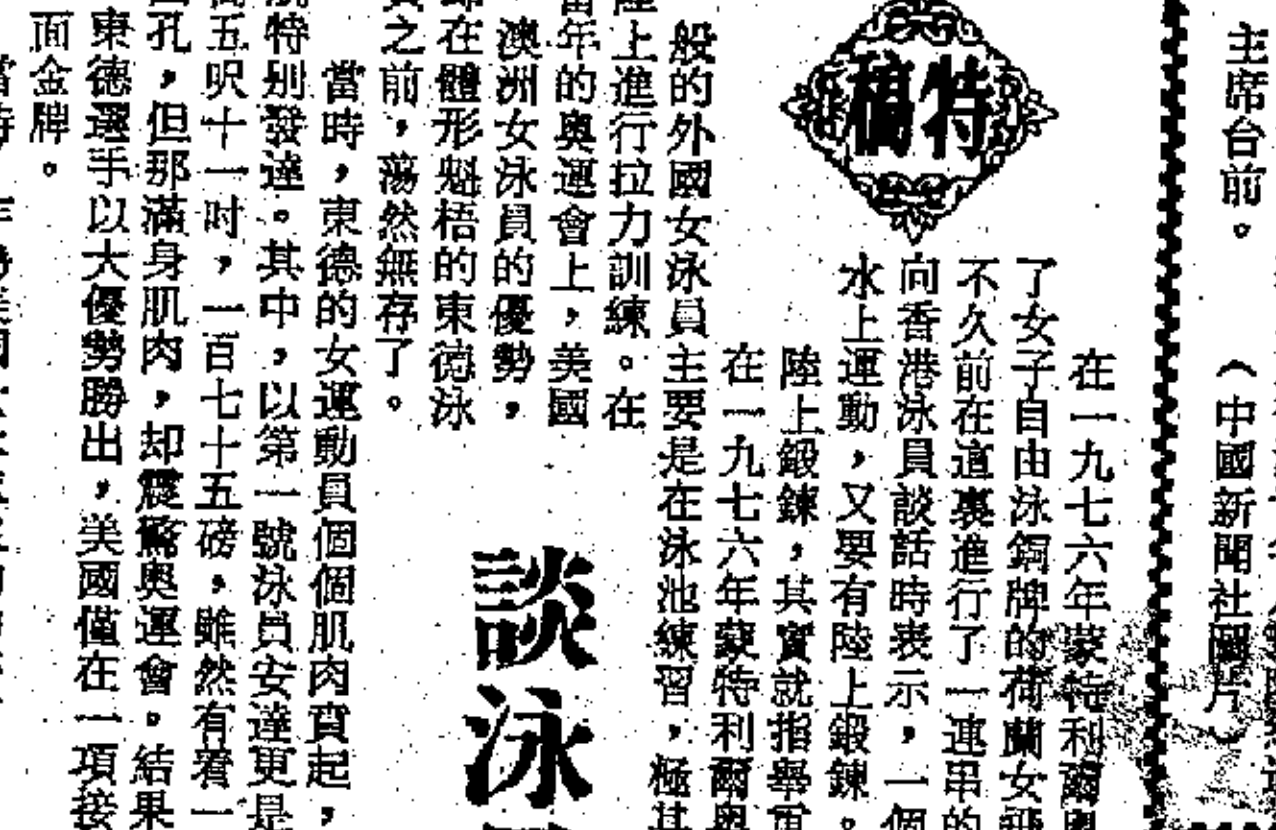 主席台前。
（中國新聞社圖片）
特稿
在一九七六年蒙特利爾奧
了女子自由泳銅牌的荷蘭女飛
不久前在這裏進行了一連串的
向香港泳員談話時表示，一個
水上運動，又要有陸上鍛鍊。
陸上鍛鍊，其實就指舉重
在一九七六年蒙特利爾奧
般的外國女泳員主要是在泳池練習，極其
陸上進行拉力訓練。在
當年的奧運會上，美國
澳洲女泳員的優勢，
在體形魁梧的東德泳
之前，蕩然無存了。
談泳
當時，東德的女運動員個個肌肉賁起，
特别發達。其中，以第一號泳員安達更是
五呎十一吋，一百七十五磅，雖然有着一
孔，但那滿身肌肉，却震驚奧運會。結果
東德選手以大優勢勝出，美國僅在一項接
面金牌。